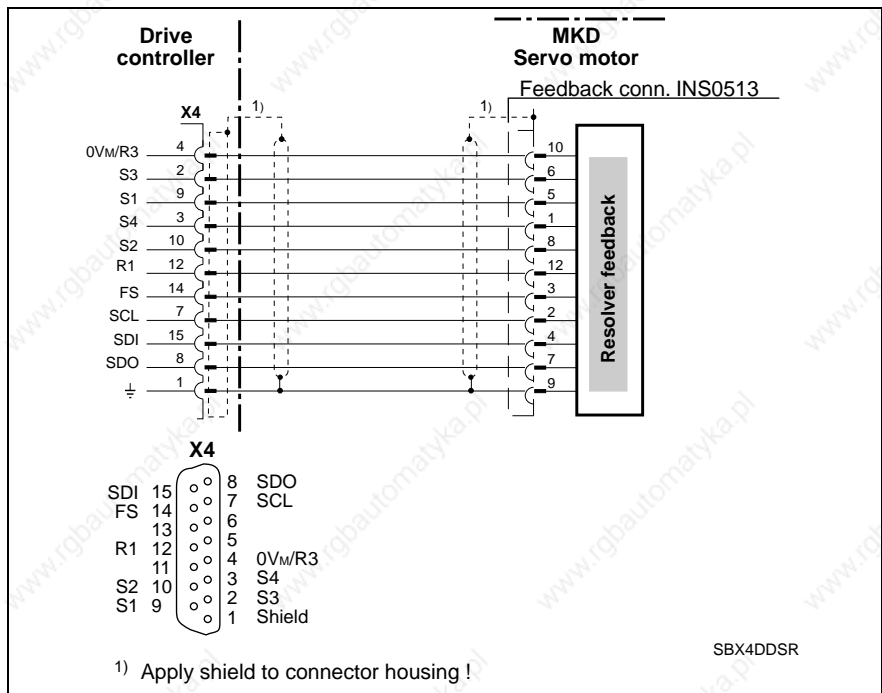 Drive
controller
MKD
Servo motor
Feedback conn. INS0513
X4
1)
1)
0VM/R3 4 10
S3 2 6
S1 9 5
S4 3 1
S2 10 8
R1 12 12
FS 14 3
SCL 7 2
SDI 15 4
SDO 8 7
⏚ 1 9
Resolver feedback
X4
8 SDO
SDI 15
7 SCL
FS 14
6
13
5
R1 12
4 0VM/R3
11
3 S4
S2 10
2 S3
S1 9
1 Shield
SBX4DDSR
1) Apply shield to connector housing !
www.rgbautomatyka.pl